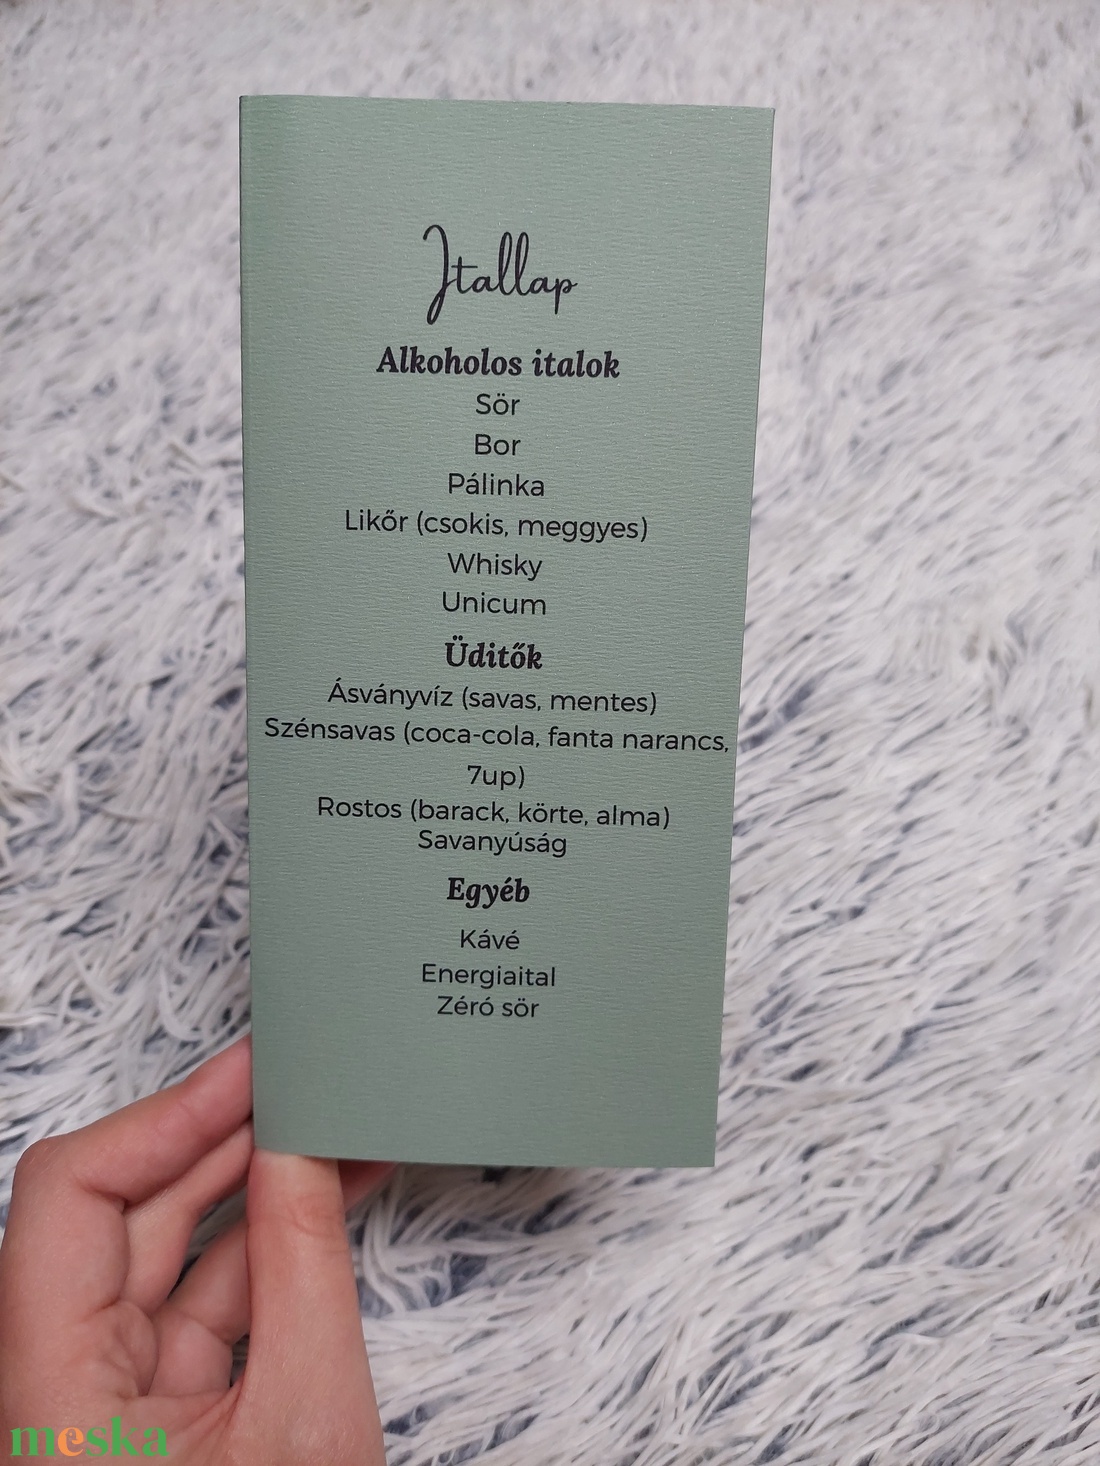 Itallap
Alkoholos italok
Sör
Bor
Pálinka
Likőr (csokis, meggyes)
Whisky
Unicum
Üditők
Ásványvíz (savas, mentes)
Szénsavas (coca-cola, fanta narancs,
7up)
Rostos (barack, körte, alma)
Savanyúság
Egyéb
Kávé
Energiaital
Zéró sör
meska